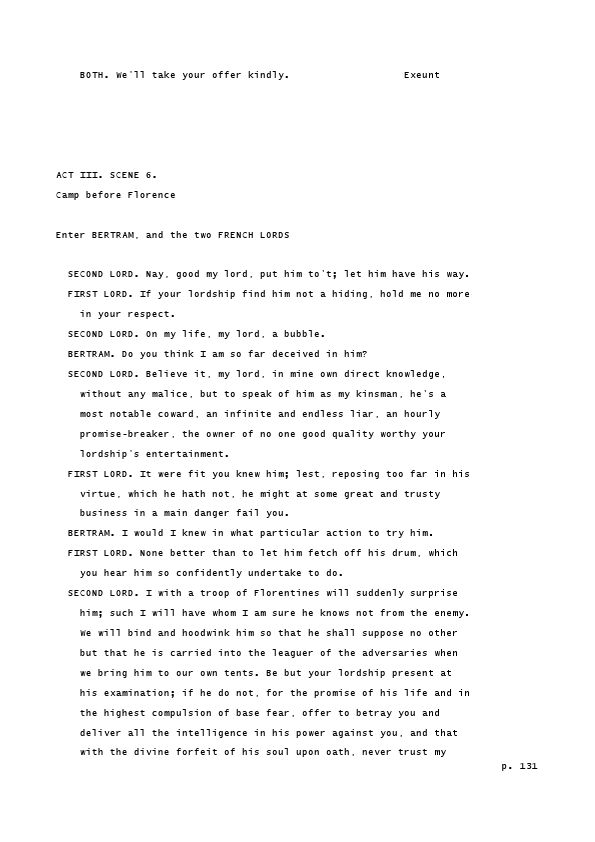 BOTH. We'll take your offer kindly. Exeunt
ACT III. SCENE 6.
Camp before Florence
Enter BERTRAM, and the two FRENCH LORDS
SECOND LORD. Nay, good my lord, put him to't; let him have his way.
FIRST LORD. If your lordship find him not a hiding, hold me no more
in your respect.
SECOND LORD. On my life, my lord, a bubble.
BERTRAM. Do you think I am so far deceived in him?
SECOND LORD. Believe it, my lord, in mine own direct knowledge,
without any malice, but to speak of him as my kinsman, he's a
most notable coward, an infinite and endless liar, an hourly
promise-breaker, the owner of no one good quality worthy your
lordship's entertainment.
FIRST LORD. It were fit you knew him; lest, reposing too far in his
virtue, which he hath not, he might at some great and trusty
business in a main danger fail you.
BERTRAM. I would I knew in what particular action to try him.
FIRST LORD. None better than to let him fetch off his drum, which
you hear him so confidently undertake to do.
SECOND LORD. I with a troop of Florentines will suddenly surprise
him; such I will have whom I am sure he knows not from the enemy.
We will bind and hoodwink him so that he shall suppose no other
but that he is carried into the leaguer of the adversaries when
we bring him to our own tents. Be but your lordship present at
his examination; if he do not, for the promise of his life and in
the highest compulsion of base fear, offer to betray you and
deliver all the intelligence in his power against you, and that
with the divine forfeit of his soul upon oath, never trust my
p. 131